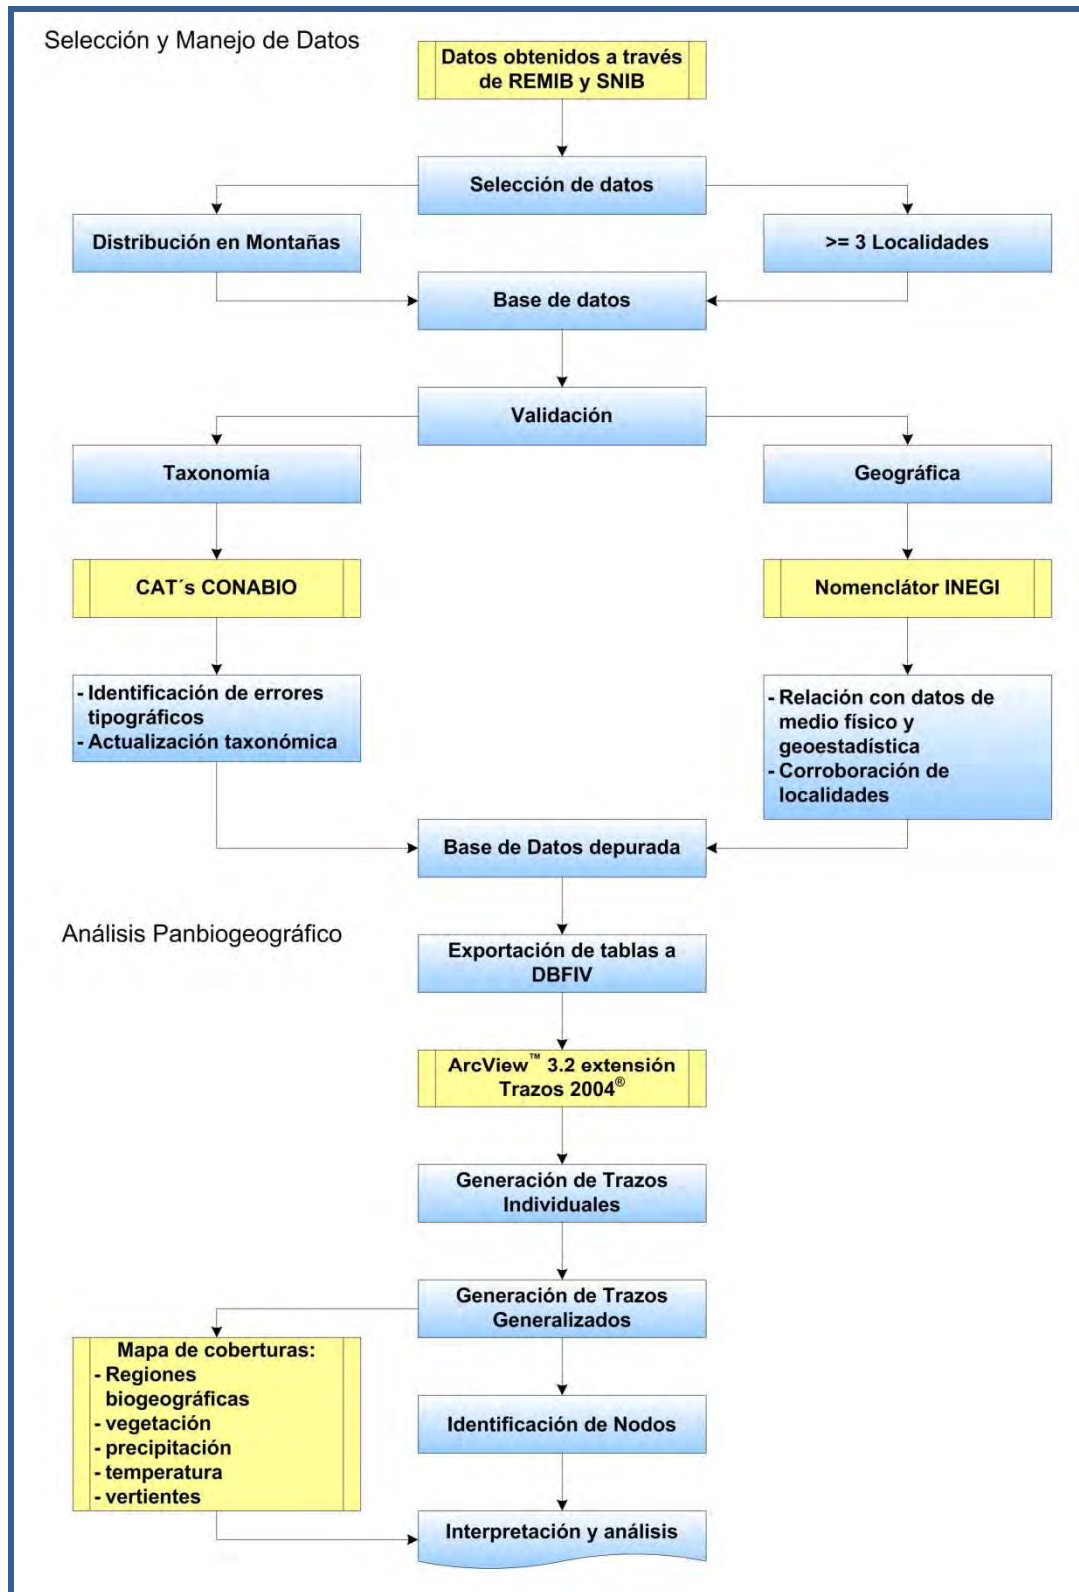 Selección y Manejo de Datos
Datos obtenidos a través
de REMIB y SNIB
Selección de datos
Distribución en Montañas
>= 3 Localidades
Base de datos
Validación
Taxonomía
Geográfica
CAT´s CONABIO
Nomenclátor INEGI
- Identificación de errores
tipográficos
- Actualización taxonómica
- Relación con datos de
medio físico y
geoestadística
- Corroboración de
localidades
Base de Datos depurada
Análisis Panbiogeográfico
Exportación de tablas a
DBFIV
ArcView™ 3.2 extensión
Trazos 2004®
Generación de Trazos
Individuales
Generación de Trazos
Generalizados
Mapa de coberturas:
- Regiones
biogeográficas
- vegetación
- precipitación
- temperatura
- vertientes
Identificación de Nodos
Interpretación y análisis